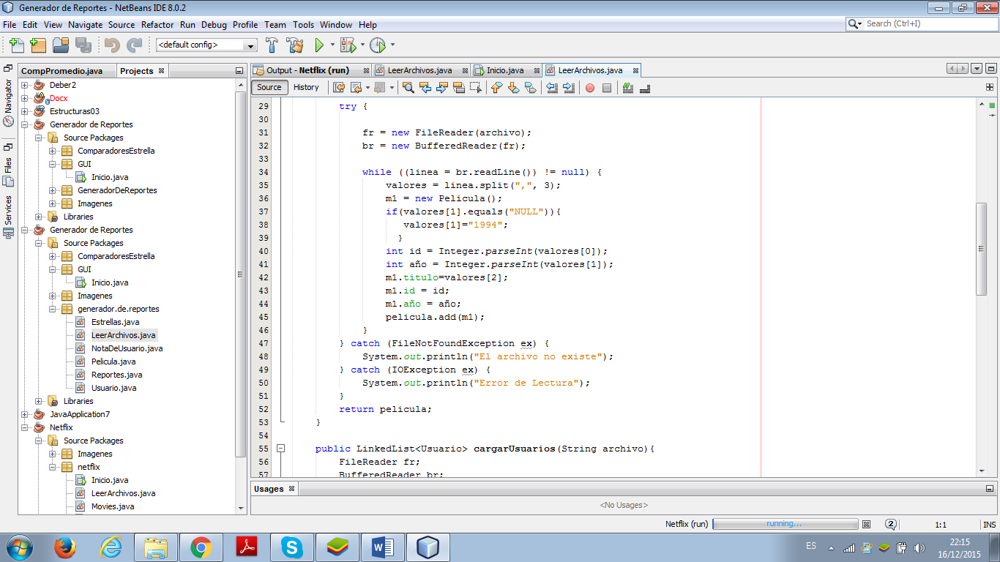 Generador de Reportes - NetBeans IDE 8.0.2
File Edit View Navigate Source Refactor Run Debug Profile Team Tools Window Help
Search (Ctrl+I)
<default config>
Navigator
Files
Services
CompPromedio.java
Projects
Deber2
Docx
Estructuras03
Generador de Reportes
Source Packages
ComparadoresEstrella
GUI
Inicio.java
GeneradorDeReportes
Imagenes
Libraries
Generador de Reportes
Source Packages
ComparadoresEstrella
GUI
Inicio.java
Imagenes
generador.de.reportes
Estrellas.java
LeerArchivos.java
NotaDeUsuario.java
Pelicula.java
Reportes.java
Usuario.java
Libraries
JavaApplication7
Netflix
Source Packages
Imagenes
netflix
Inicio.java
LeerArchivos.java
Movies.java
Output - Netflix (run)
LeerArchivos.java
Inicio.java
LeerArchivos.java
Source History
29 try {
30
31 fr = new FileReader(archivo);
32 br = new BufferedReader(fr);
33
34 while ((linea = br.readLine()) != null) {
35 valores = linea.split(",", 3);
36 m1 = new Pelicula();
37 if(valores[1].equals("NULL")){
38 valores[1]="1994";
39 }
40 int id = Integer.parseInt(valores[0]);
41 int año = Integer.parseInt(valores[1]);
42 m1.titulo=valores[2];
43 m1.id = id;
44 m1.año = año;
45 pelicula.add(m1);
46 }
47 } catch (FileNotFoundException ex) {
48 System.out.println("El archivo no existe");
49 } catch (IOException ex) {
50 System.out.println("Error de Lectura");
51 }
52 return pelicula;
53 }
54
55 public LinkedList<Usuario> cargarUsuarios(String archivo){
56 FileReader fr;
57 BufferedReader br;
Usages
<No Usages>
Netflix (run) running... 2 1:1 INS
ES
22:15
16/12/2015